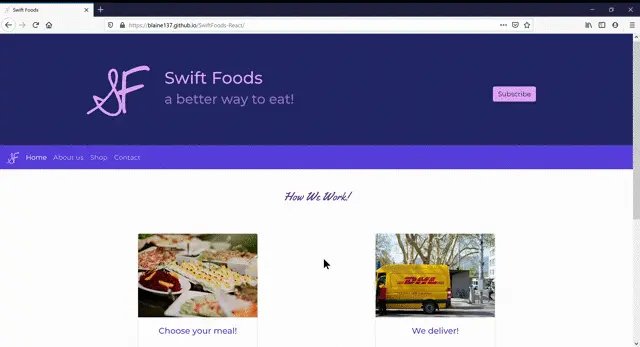 Swift Foods
https://blaine137.github.io/SwiftFoods-React/
SF Swift Foods
a better way to eat!
Subscribe
SF Home About us Shop Contact
How We Work!
DHL
Choose your meal!
We deliver!